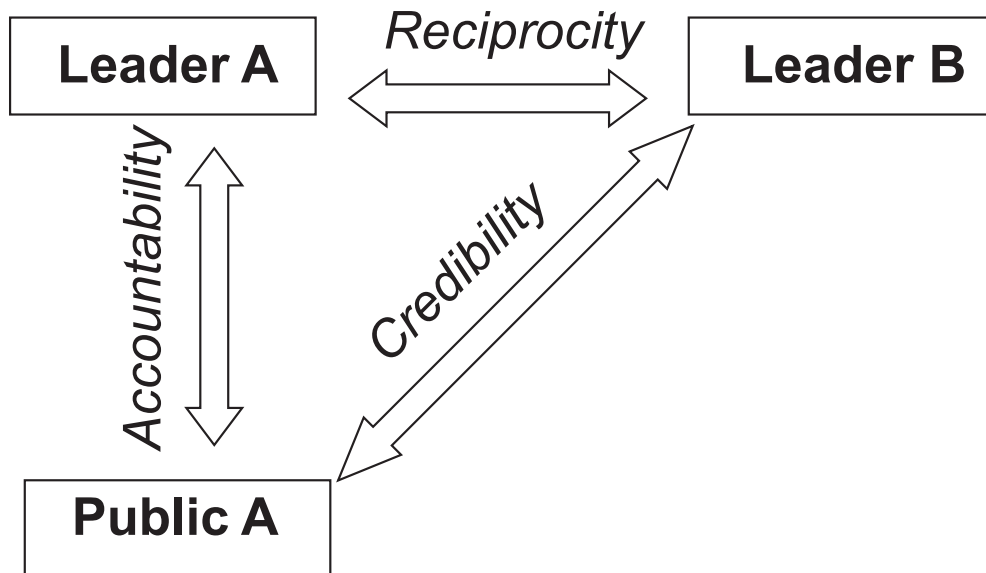 Reciprocity
Leader A
Leader B
Accountability
Credibility
Public A